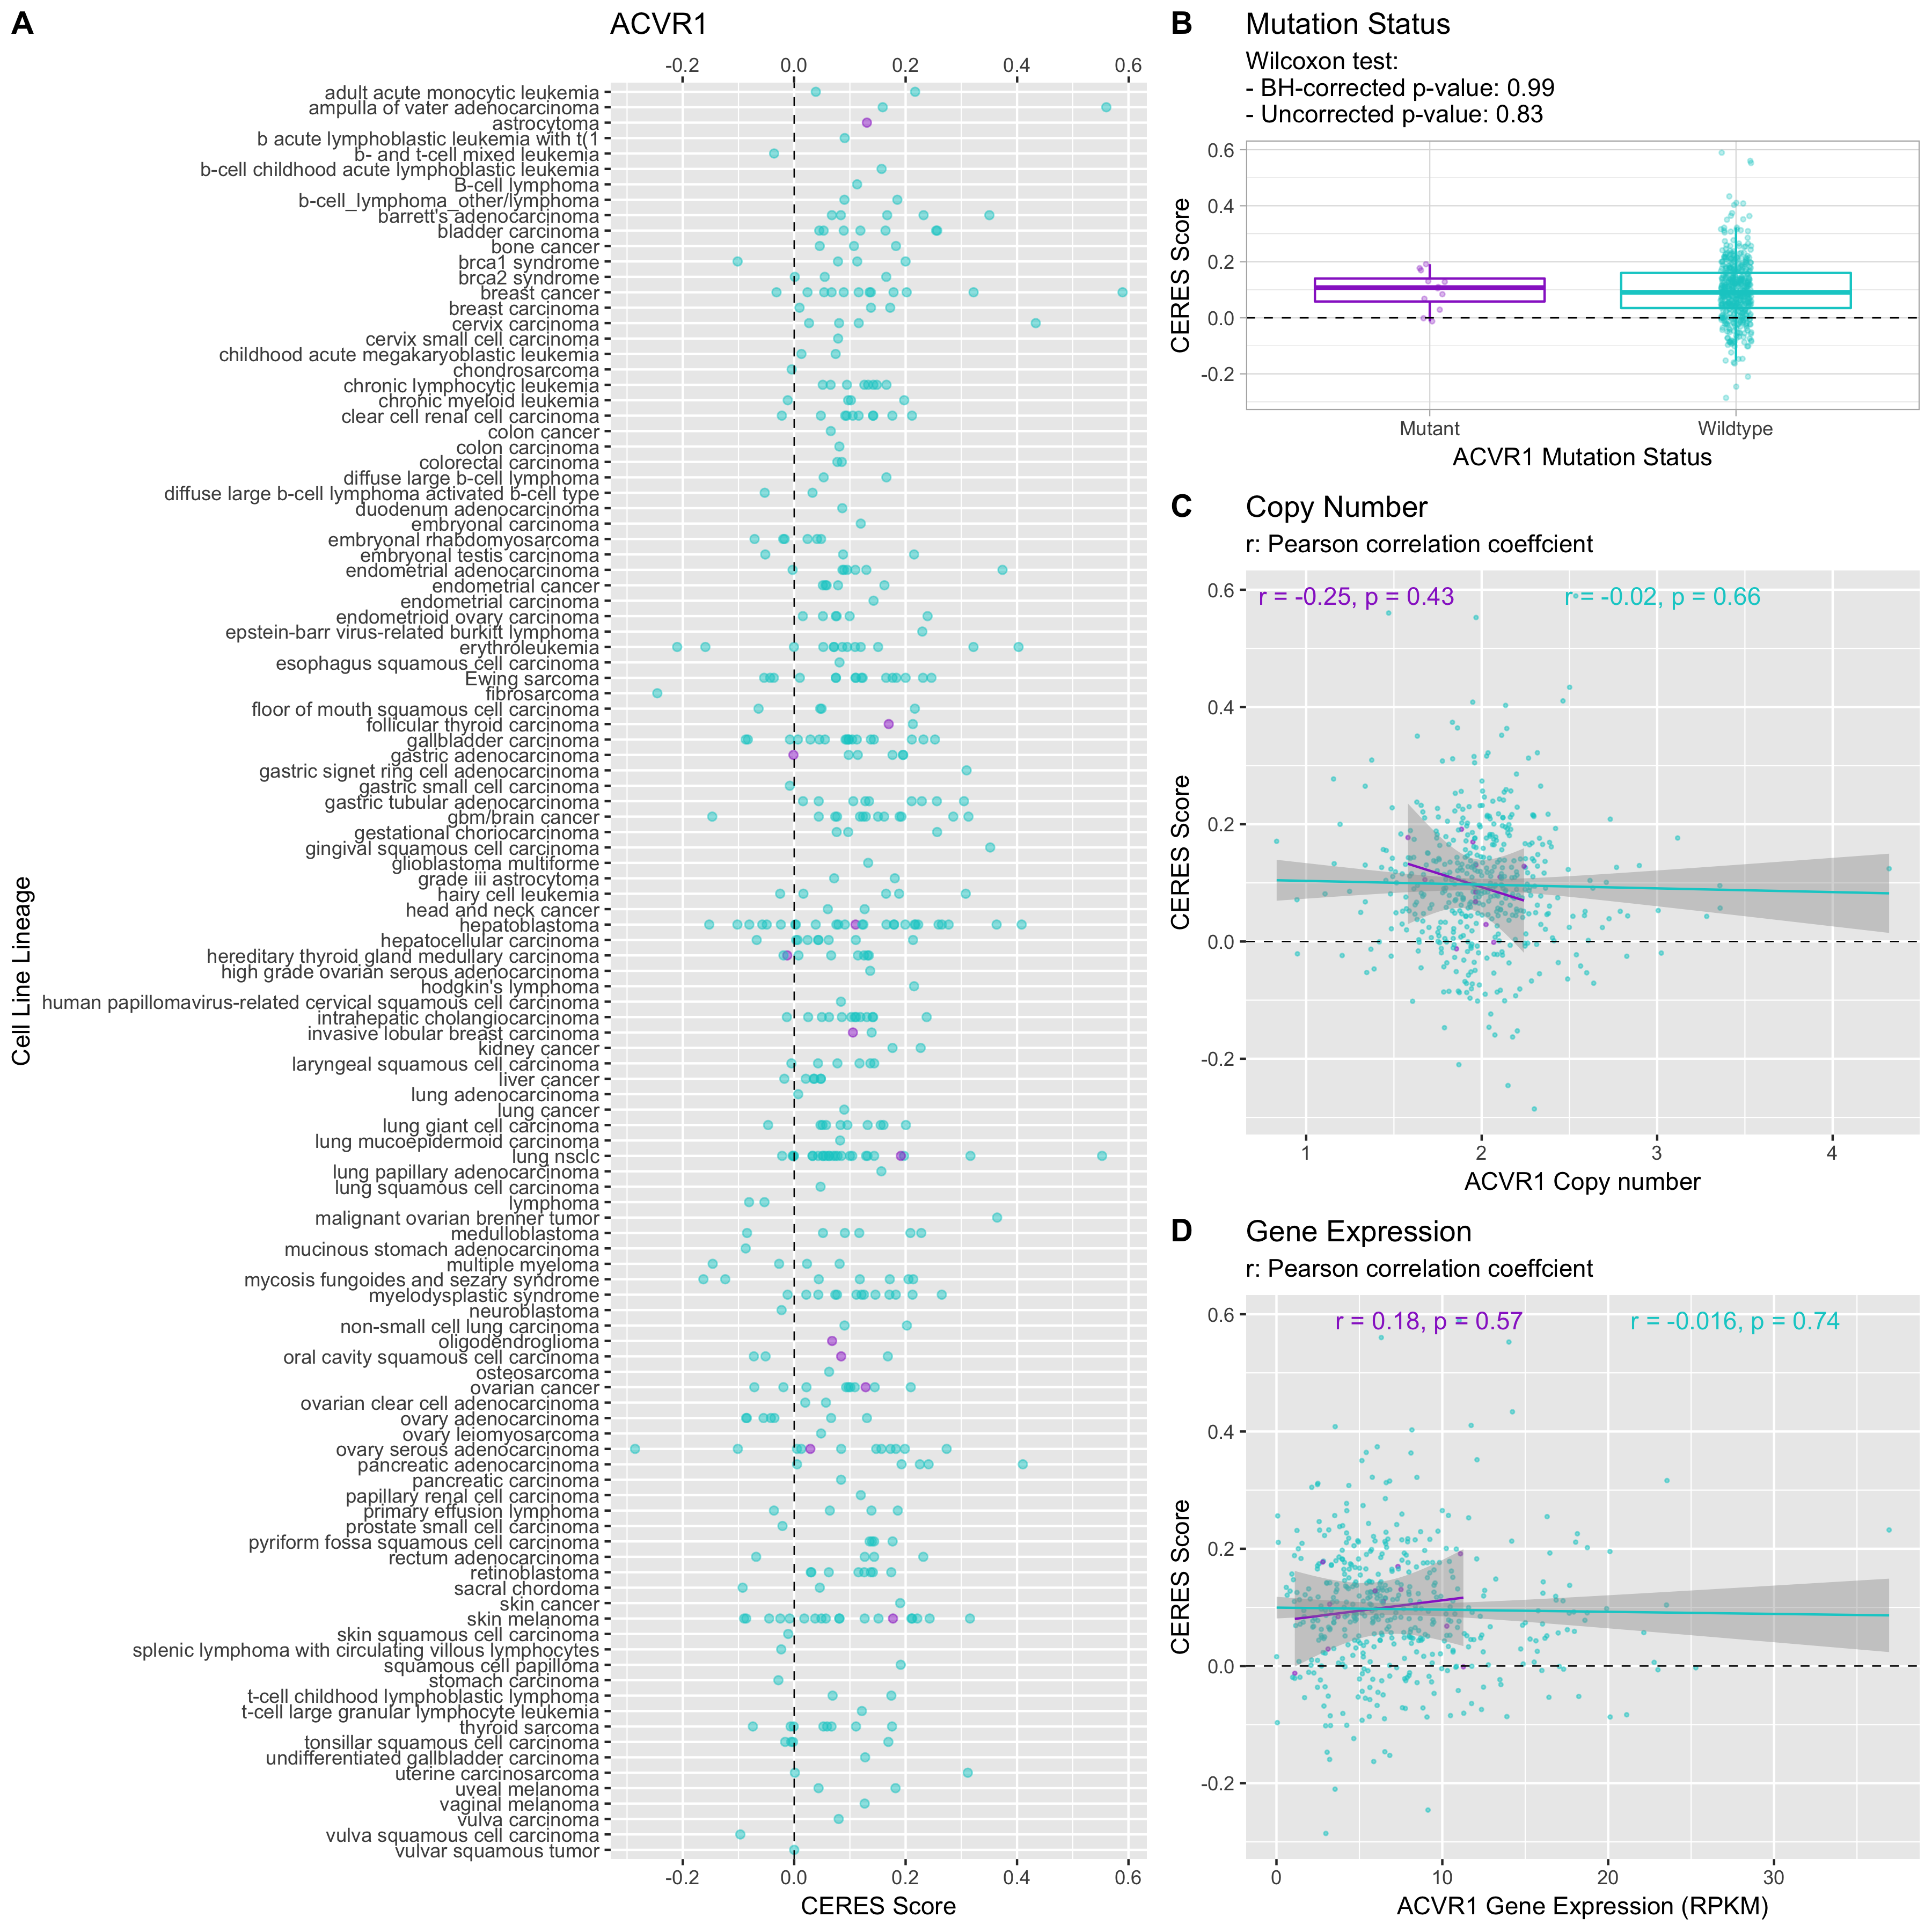 A
ACVR1
-0.2 0.0 0.2 0.4 0.6
Cell Line Lineage
adult acute monocytic leukemia
ampulla of vater adenocarcinoma
astrocytoma
b acute lymphoblastic leukemia with t(1
b- and t-cell mixed leukemia
b-cell childhood acute lymphoblastic leukemia
B-cell lymphoma
b-cell_lymphoma_other/lymphoma
barrett's adenocarcinoma
bladder carcinoma
bone cancer
brca1 syndrome
brca2 syndrome
breast cancer
breast carcinoma
cervix carcinoma
cervix small cell carcinoma
childhood acute megakaryoblastic leukemia
chondrosarcoma
chronic lymphocytic leukemia
chronic myeloid leukemia
clear cell renal cell carcinoma
colon cancer
colon carcinoma
colorectal carcinoma
diffuse large b-cell lymphoma
diffuse large b-cell lymphoma activated b-cell type
duodenum adenocarcinoma
embryonal carcinoma
embryonal rhabdomyosarcoma
embryonal testis carcinoma
endometrial adenocarcinoma
endometrial cancer
endometrial carcinoma
endometrioid ovary carcinoma
epstein-barr virus-related burkitt lymphoma
erythroleukemia
esophagus squamous cell carcinoma
Ewing sarcoma
fibrosarcoma
floor of mouth squamous cell carcinoma
follicular thyroid carcinoma
gallbladder carcinoma
gastric adenocarcinoma
gastric signet ring cell adenocarcinoma
gastric small cell carcinoma
gastric tubular adenocarcinoma
gbm/brain cancer
gestational choriocarcinoma
gingival squamous cell carcinoma
glioblastoma multiforme
grade iii astrocytoma
hairy cell leukemia
head and neck cancer
hepatoblastoma
hepatocellular carcinoma
hereditary thyroid gland medullary carcinoma
high grade ovarian serous adenocarcinoma
hodgkin's lymphoma
human papillomavirus-related cervical squamous cell carcinoma
intrahepatic cholangiocarcinoma
invasive lobular breast carcinoma
kidney cancer
laryngeal squamous cell carcinoma
liver cancer
lung adenocarcinoma
lung cancer
lung giant cell carcinoma
lung mucoepidermoid carcinoma
lung nsclc
lung papillary adenocarcinoma
lung squamous cell carcinoma
lymphoma
malignant ovarian brenner tumor
medulloblastoma
mucinous stomach adenocarcinoma
multiple myeloma
mycosis fungoides and sezary syndrome
myelodysplastic syndrome
neuroblastoma
non-small cell lung carcinoma
oligodendroglioma
oral cavity squamous cell carcinoma
osteosarcoma
ovarian cancer
ovarian clear cell adenocarcinoma
ovary adenocarcinoma
ovary leiomyosarcoma
ovary serous adenocarcinoma
pancreatic adenocarcinoma
pancreatic carcinoma
papillary renal cell carcinoma
primary effusion lymphoma
prostate small cell carcinoma
pyriform fossa squamous cell carcinoma
rectum adenocarcinoma
retinoblastoma
sacral chordoma
skin cancer
skin melanoma
skin squamous cell carcinoma
splenic lymphoma with circulating villous lymphocytes
squamous cell papilloma
stomach carcinoma
t-cell childhood lymphoblastic lymphoma
t-cell large granular lymphocyte leukemia
thyroid sarcoma
tonsillar squamous cell carcinoma
undifferentiated gallbladder carcinoma
uterine carcinosarcoma
uveal melanoma
vaginal melanoma
vulva carcinoma
vulva squamous cell carcinoma
vulvar squamous tumor
-0.2 0.0 0.2 0.4 0.6
CERES Score
B
Mutation Status
Wilcoxon test:
- BH-corrected p-value: 0.99
- Uncorrected p-value: 0.83
CERES Score
0.6
0.4
0.2
0.0
-0.2
Mutant Wildtype
ACVR1 Mutation Status
C
Copy Number
r: Pearson correlation coeffcient
r = -0.25, p = 0.43
r = -0.02, p = 0.66
CERES Score
0.6
0.4
0.2
0.0
-0.2
1 2 3 4
ACVR1 Copy number
D
Gene Expression
r: Pearson correlation coeffcient
r = 0.18, p = 0.57
r = -0.016, p = 0.74
CERES Score
0.6
0.4
0.2
0.0
-0.2
0 10 20 30
ACVR1 Gene Expression (RPKM)